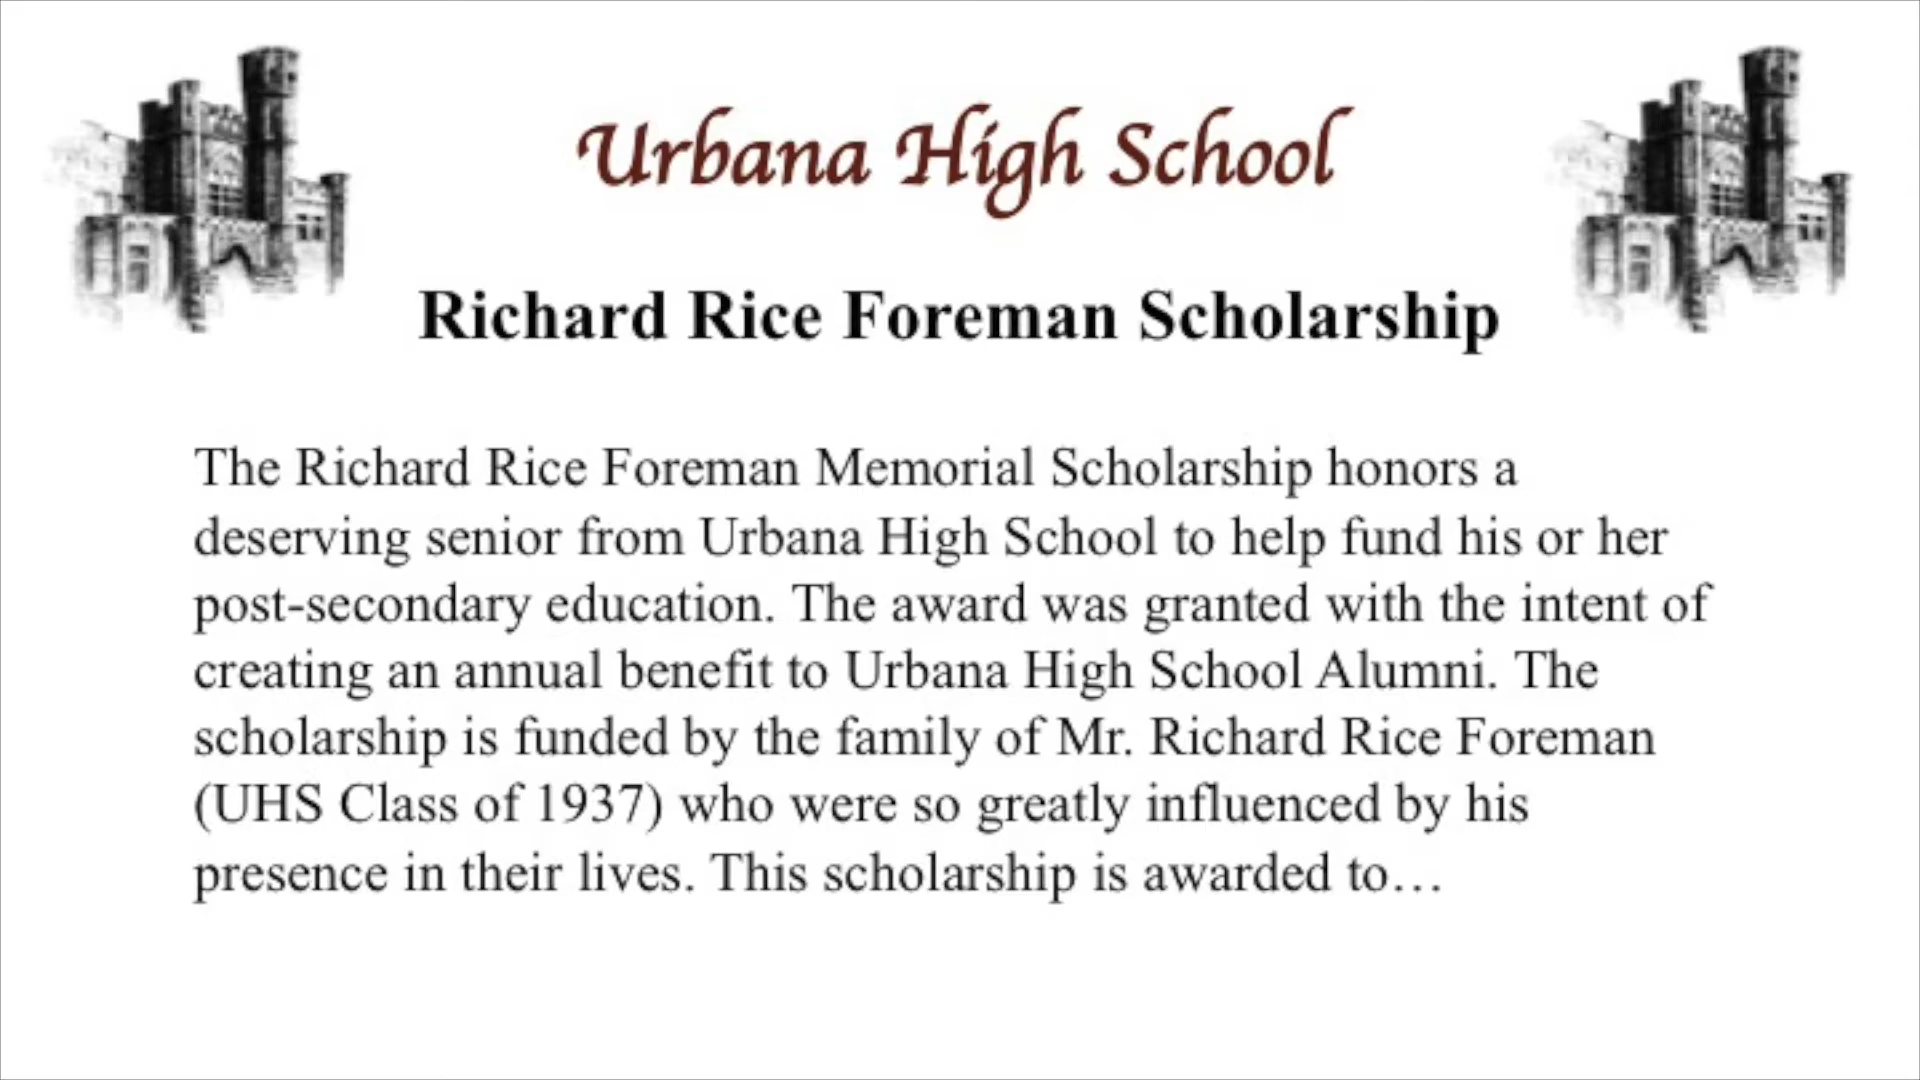 Urbana High School
Richard Rice Foreman Scholarship
The Richard Rice Foreman Memorial Scholarship honors a
deserving senior from Urbana High School to help fund his or her
post-secondary education. The award was granted with the intent of
creating an annual benefit to Urbana High School Alumni. The
scholarship is funded by the family of Mr. Richard Rice Foreman
(UHS Class of 1937) who were so greatly influenced by his
presence in their lives. This scholarship is awarded to…